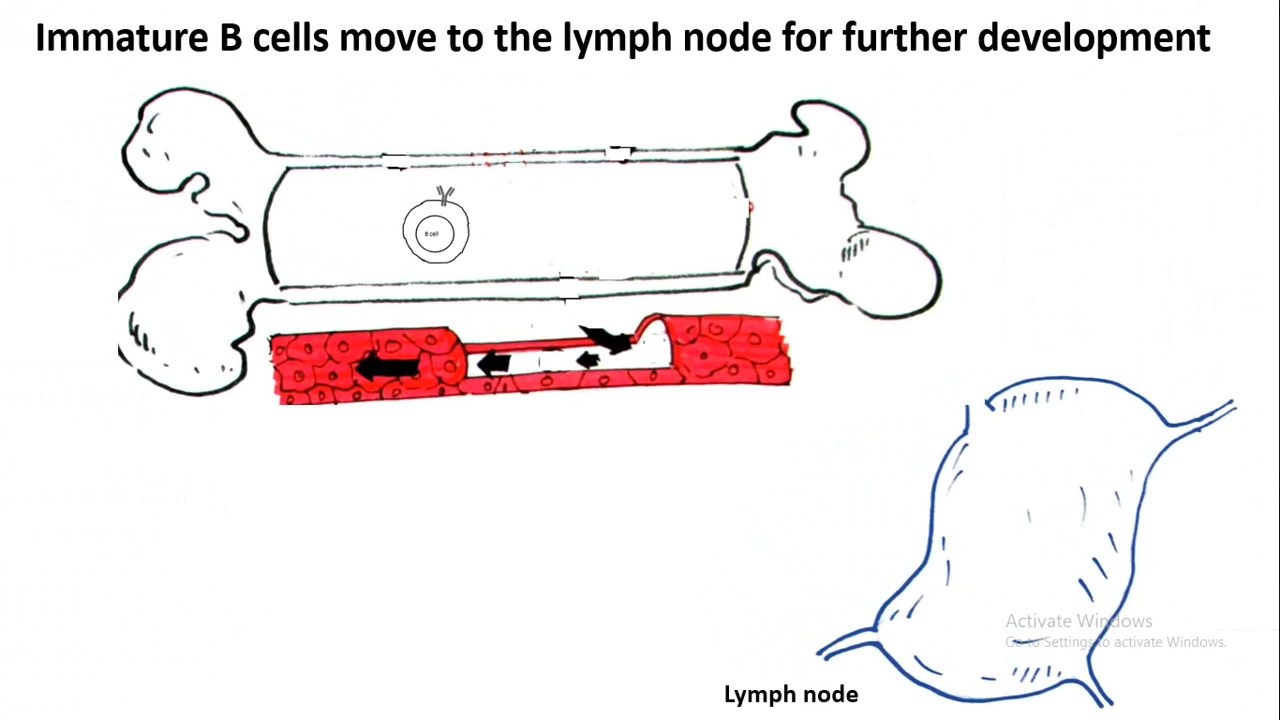 Immature B cells move to the lymph node for further development
B cell
Activate Windows
Go to Settings to activate Windows.
Lymph node